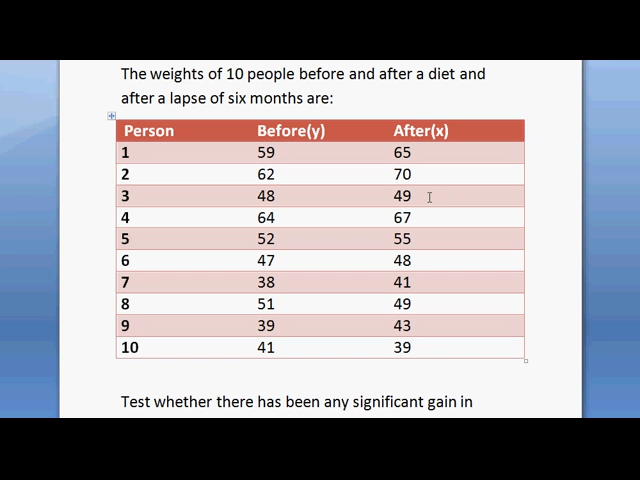 The weights of 10 people before and after a diet and
after a lapse of six months are:
Person Before(y) After(x)
1 59 65
2 62 70
3 48 49
4 64 67
5 52 55
6 47 48
7 38 41
8 51 49
9 39 43
10 41 39
Test whether there has been any significant gain in